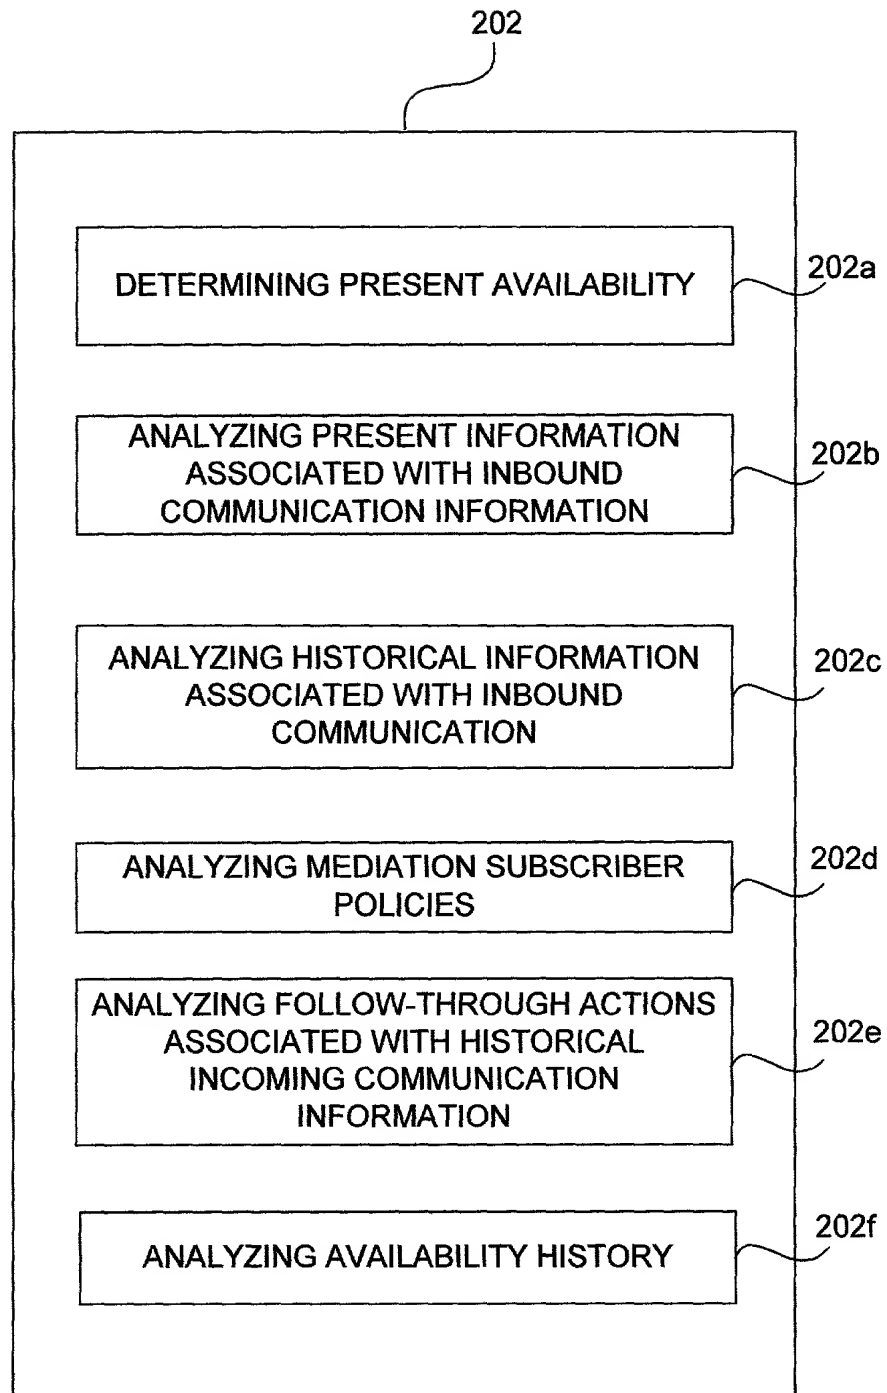 202
DETERMINING PRESENT AVAILABILITY
202a
ANALYZING PRESENT INFORMATION
ASSOCIATED WITH INBOUND
COMMUNICATION INFORMATION
202b
ANALYZING HISTORICAL INFORMATION
ASSOCIATED WITH INBOUND
COMMUNICATION
202c
ANALYZING MEDIATION SUBSCRIBER
POLICIES
202d
ANALYZING FOLLOW-THROUGH ACTIONS
ASSOCIATED WITH HISTORICAL
INCOMING COMMUNICATION
INFORMATION
202e
ANALYZING AVAILABILITY HISTORY
202f